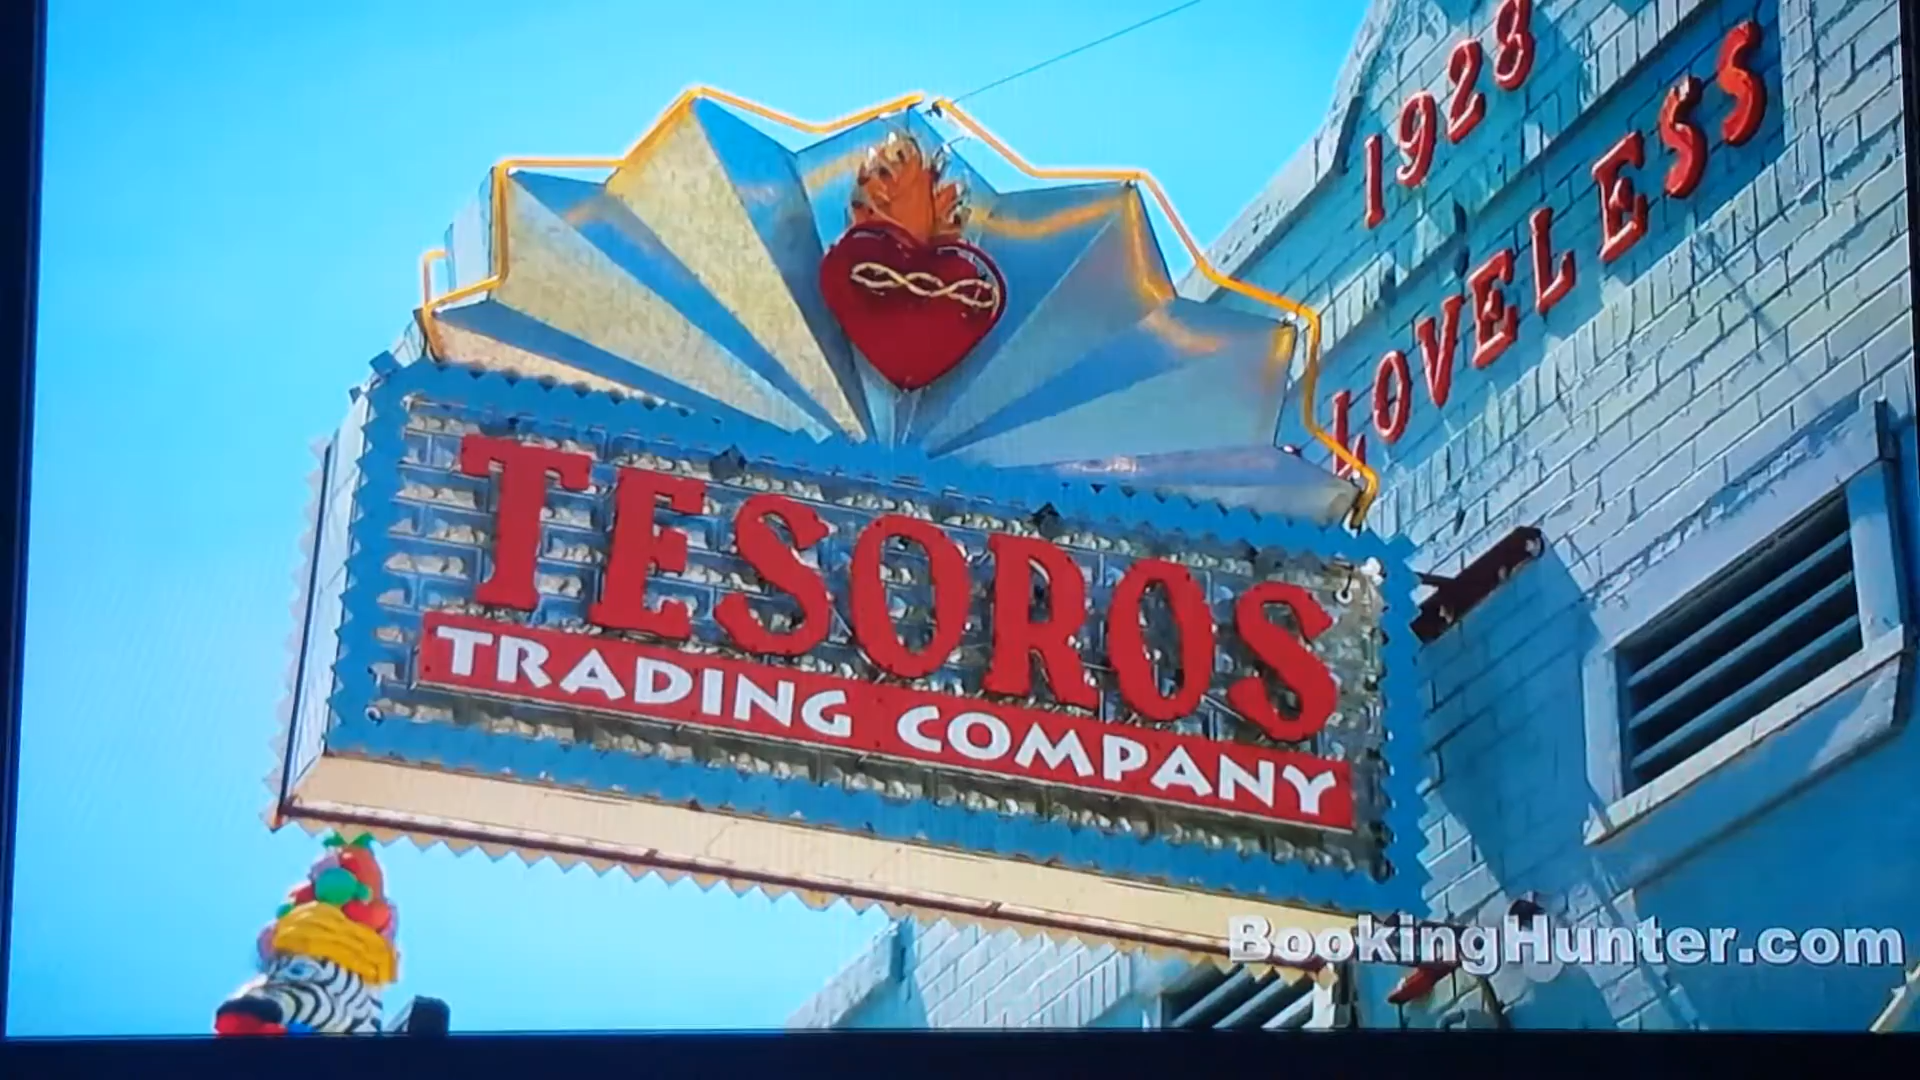 1928
LOVELESS
TESOROS
TRADING COMPANY
BookingHunter.com